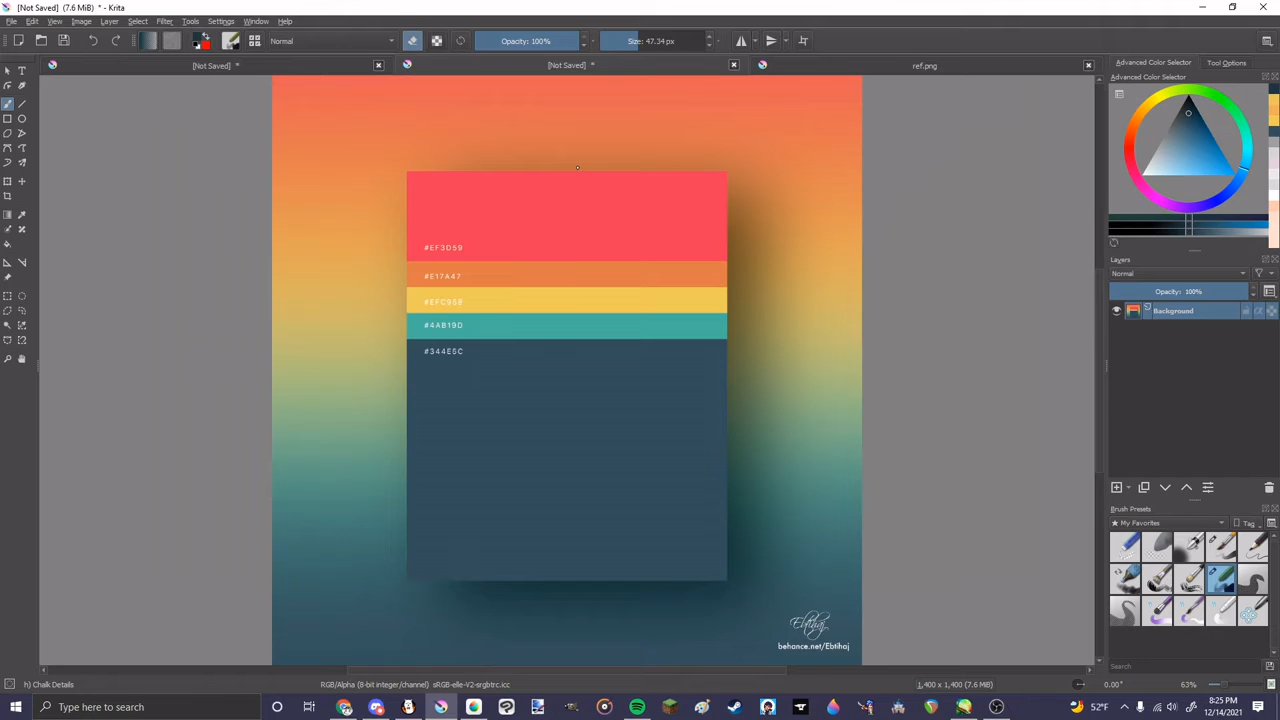 [Not Saved] (7.6 MiB) * - Krita
File Edit View Image Layer Select Filter Tools Settings Window Help
Normal Opacity: 100% Size: 47.34 px
[Not Saved] * [Not Saved] * ref.png
Advanced Color Selector Tool Options
Advanced Color Selector
#EF3D59
#E17A47
#EFC958
#4AB19D
#344E5C
Ebtihaj
behance.net/Ebtihaj
Layers
Normal
Opacity: 100%
Background
Brush Presets
My Favorites Tag
Search
h) Chalk Details RGB/Alpha (8-bit integer/channel) sRGB-elle-V2-srgbtrc.icc 1,400 x 1,400 (7.6 MiB) 0.00° 63%
Type here to search 52°F 8:25 PM
12/14/2021